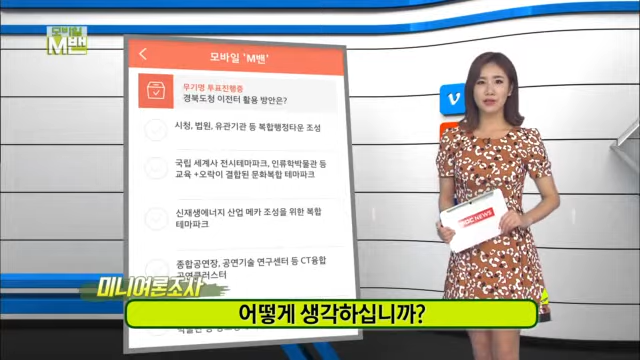 모바일
M밴
모바일 'M밴'
무기명 투표진행중
경북도청 이전터 활용 방안은?
시청, 법원, 유관기관 등 복합행정타운 조성
국립 세계사 전시테마파크, 인류학박물관 등
교육 +오락이 결합된 문화복합 테마파크
신재생에너지 산업 메카 조성을 위한 복합
테마파크
종합공연장, 공연기술 연구센터 등 CT융합
공연클러스터
NEWS
미니여론조사
어떻게 생각하십니까?